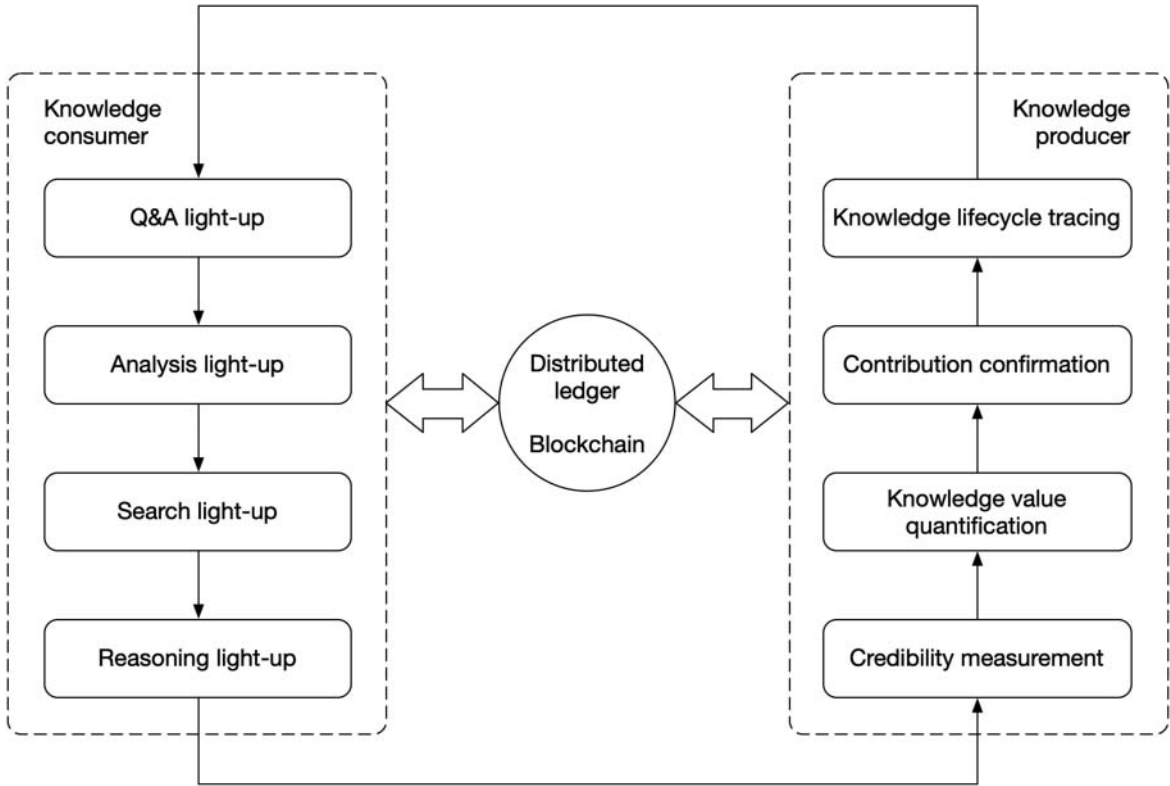 Knowledge
consumer
Q&A light-up
Analysis light-up
Search light-up
Reasoning light-up
Distributed
ledger
Blockchain
Knowledge
producer
Knowledge lifecycle tracing
Contribution confirmation
Knowledge value
quantification
Credibility measurement